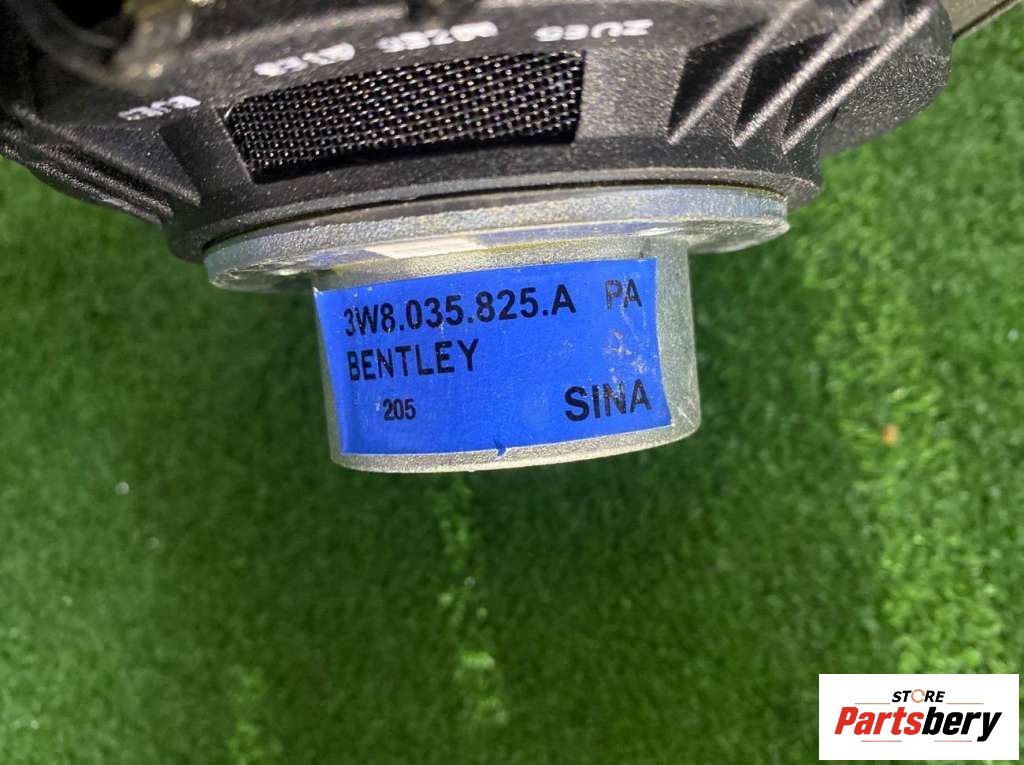 3W8.035.825.A PA
BENTLEY
205 SINA
STORE
Partsbery